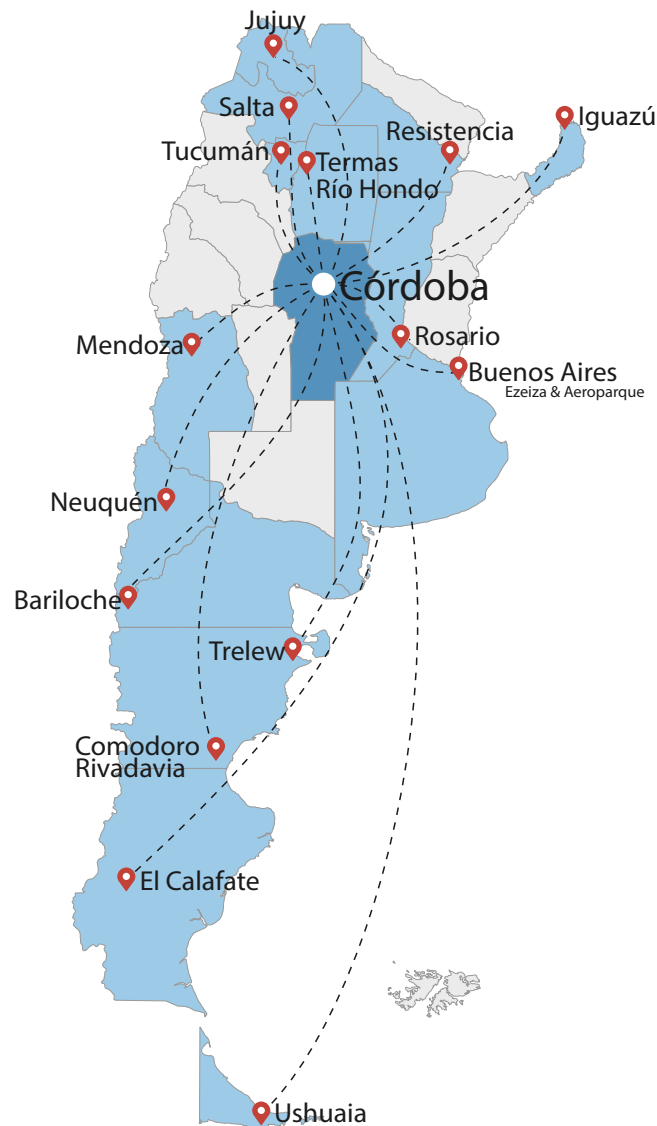 Jujuy
Salta
Iguazú
Resistencia
Tucumán
Termas
Río Hondo
Córdoba
Rosario
Mendoza
Buenos Aires
Ezeiza & Aeroparque
Neuquén
Bariloche
Trelew
Comodoro
Rivadavia
El Calafate
Ushuaia